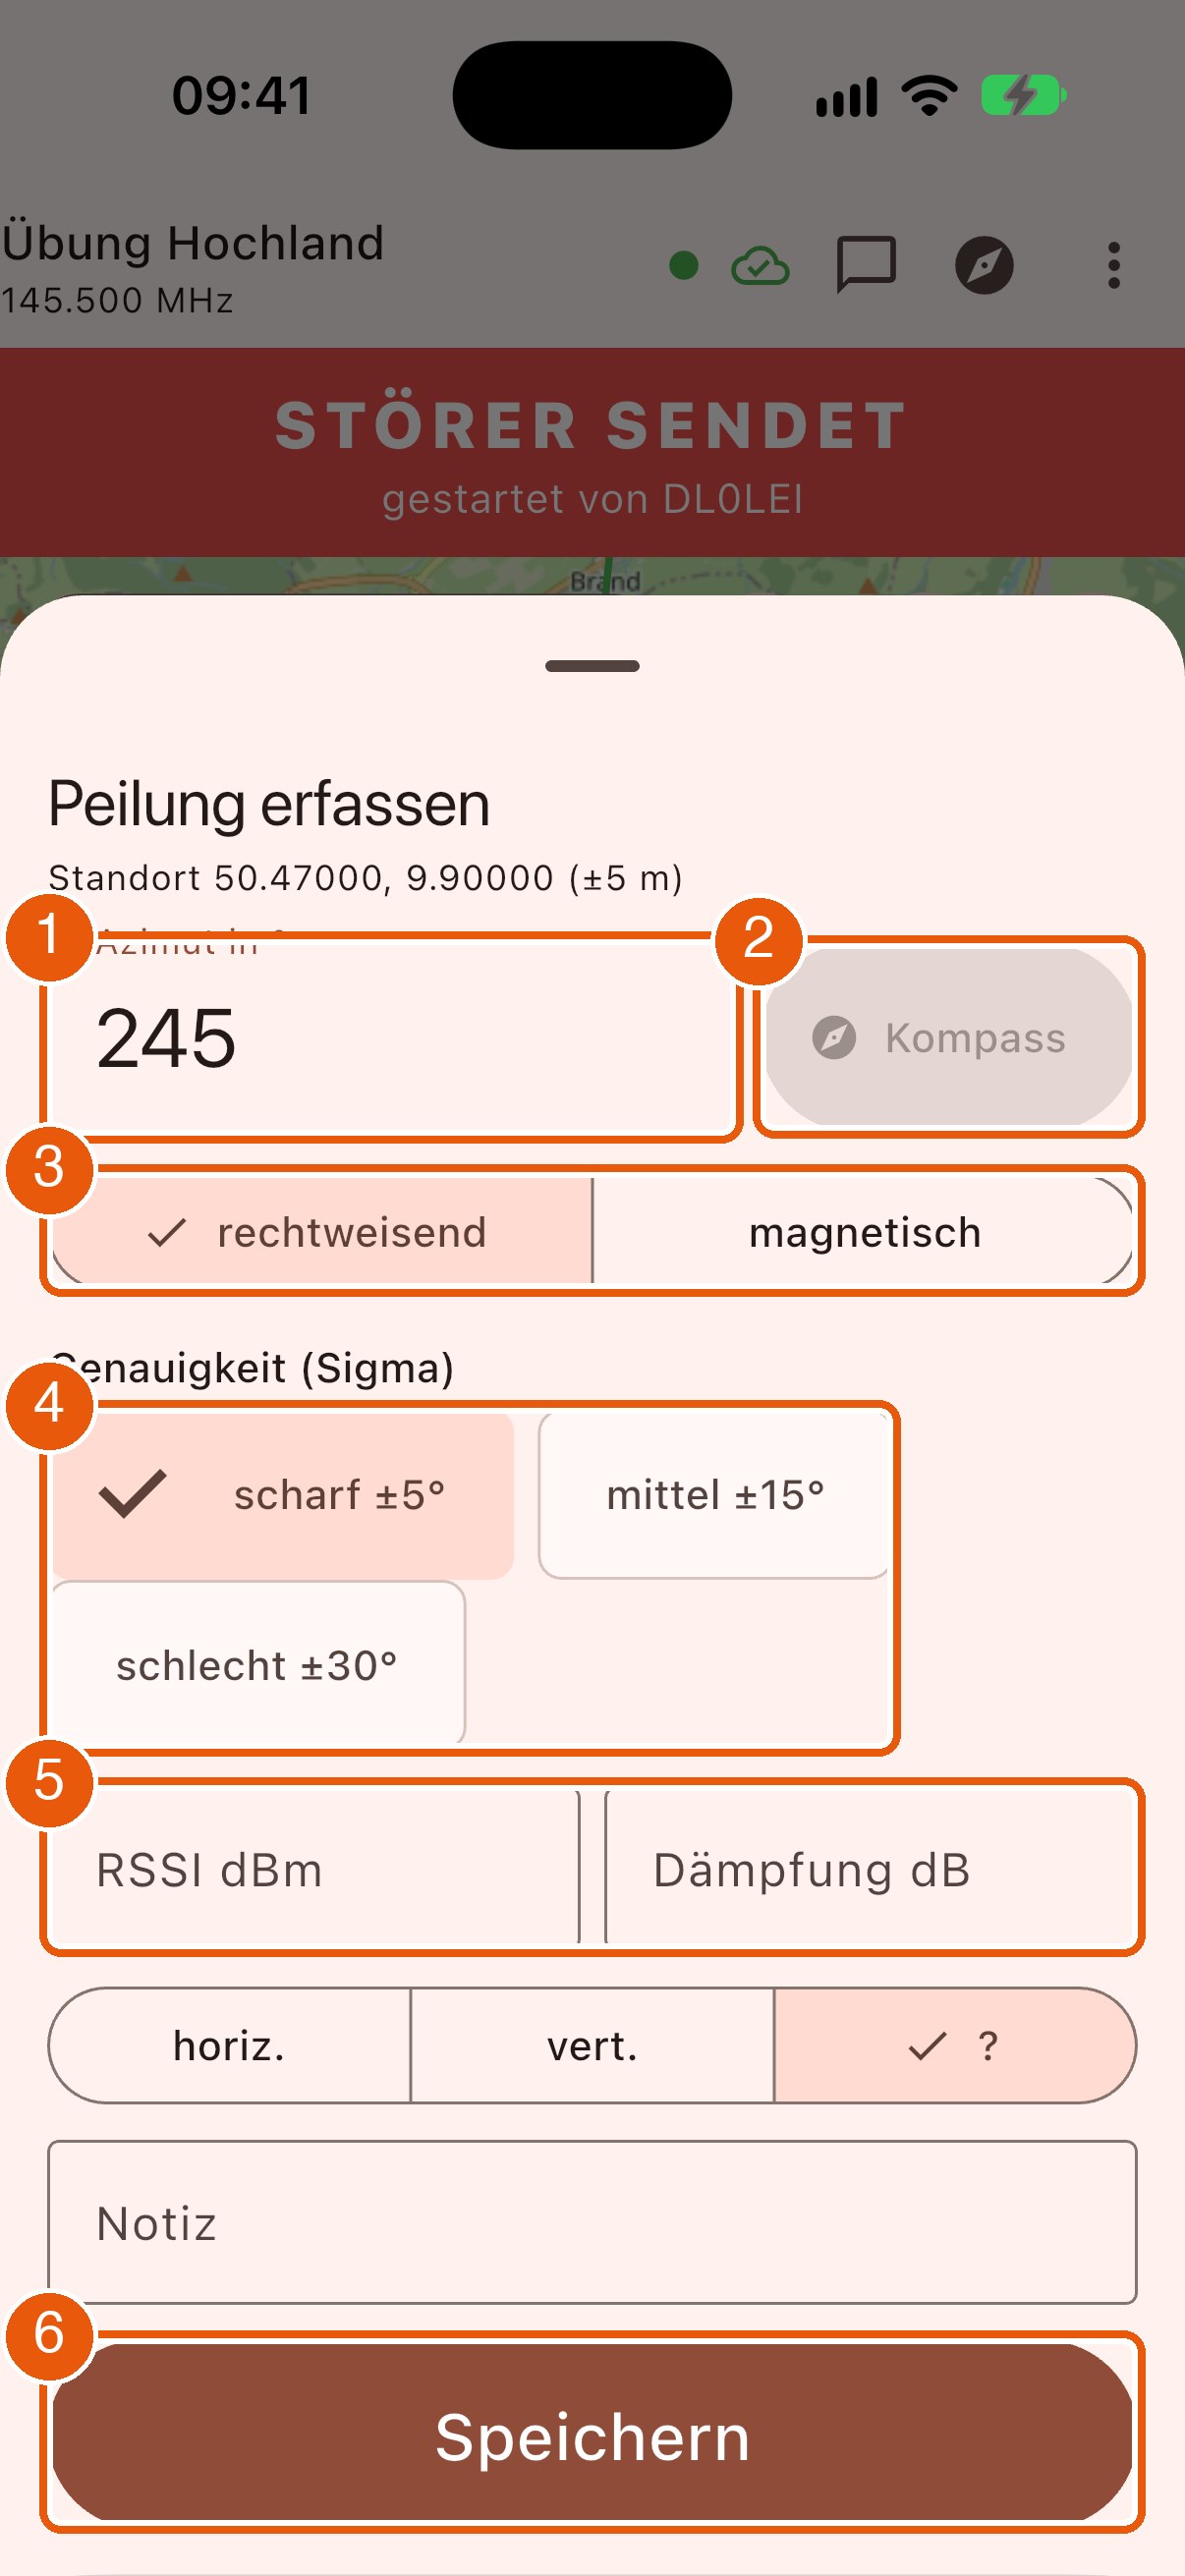 09:41
Übung Hochland
145.500 MHz
STÖRER SENDET
gestartet von DL0LEI
Brand
Peilung erfassen
Standort 50.47000, 9.90000 (±5 m)
1
Azimut in °
2
245
Kompass
3
rechtweisend
magnetisch
Genauigkeit (Sigma)
4
scharf ±5°
mittel ±15°
schlecht ±30°
5
RSSI dBm
Dämpfung dB
horiz.
vert.
?
Notiz
6
Speichern